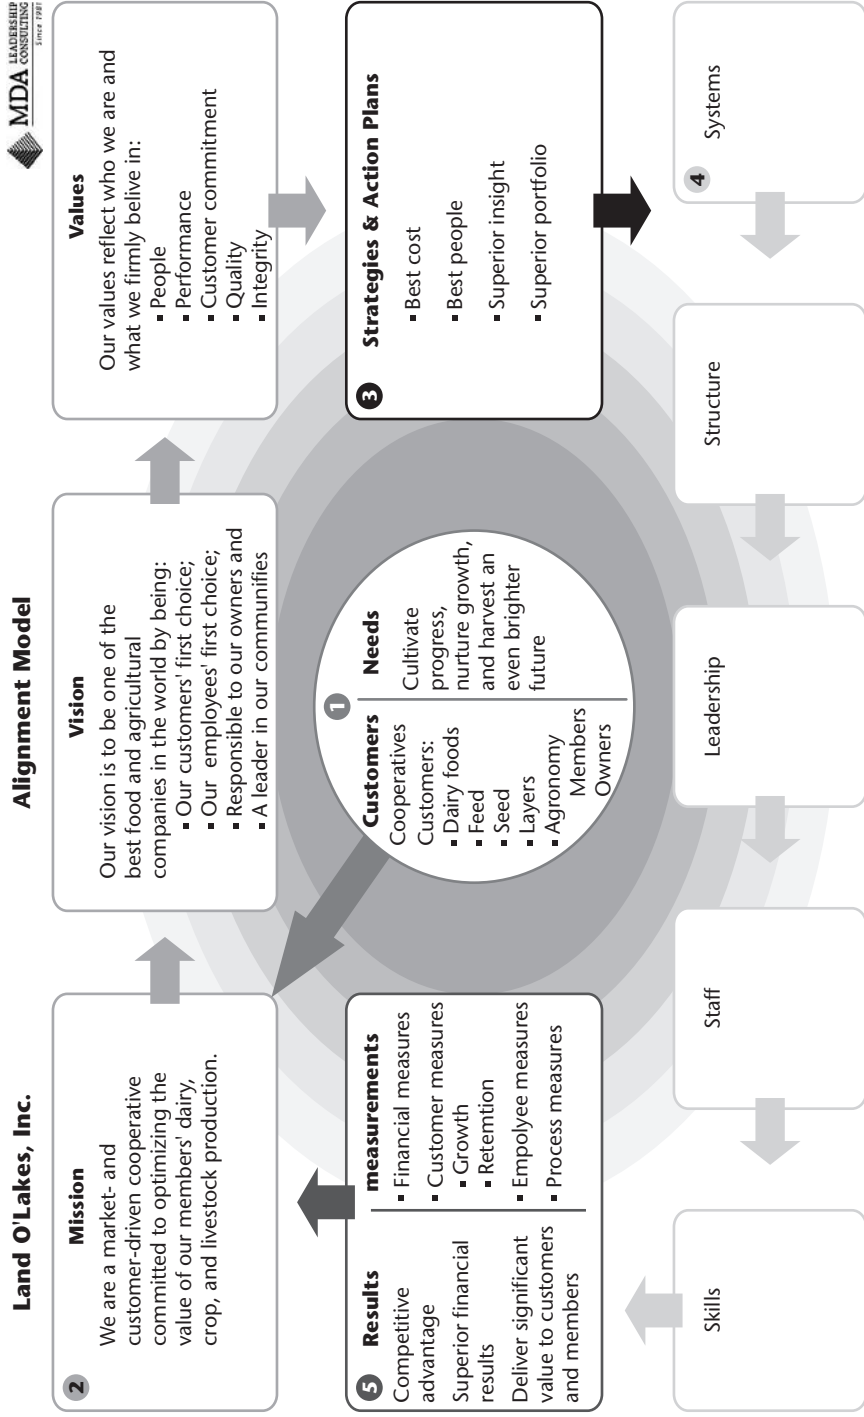 Land O'Lakes, Inc.
Alignment Model
MDA LEADERSHIP
CONSULTING
Since 1981
2
Mission
We are a market- and
customer-driven cooperative
committed to optimizing the
value of our members' dairy,
crop, and livestock production.
Vision
Our vision is to be one of the
best food and agricultural
companies in the world by being:
▪ Our customers' first choice;
▪ Our employees' first choice;
▪ Responsible to our owners and
▪ A leader in our communifies
Values
Our values reflect who we are and
what we firmly belive in:
▪ People
▪ Performance
▪ Customer commitment
▪ Quality
▪ Integrity
5 Results
Competitive
advantage
Superior financial
results
Deliver significant
value to customers
and members
measurements
▪ Financial measures
▪ Customer measures
▪ Growth
▪ Retemtion
▪ Empolyee measures
▪ Process measures
1
Customers
Cooperatives
Customers:
▪ Dairy foods
▪ Feed
▪ Seed
▪ Layers
▪ Agronomy
Members
Owners
Needs
Cultivate
progress,
nurture growth,
and harvest an
even brighter
future
3 Strategies & Action Plans
▪ Best cost
▪ Best people
▪ Superior insight
▪ Superior portfolio
Skills
Staff
Leadership
Structure
4
Systems